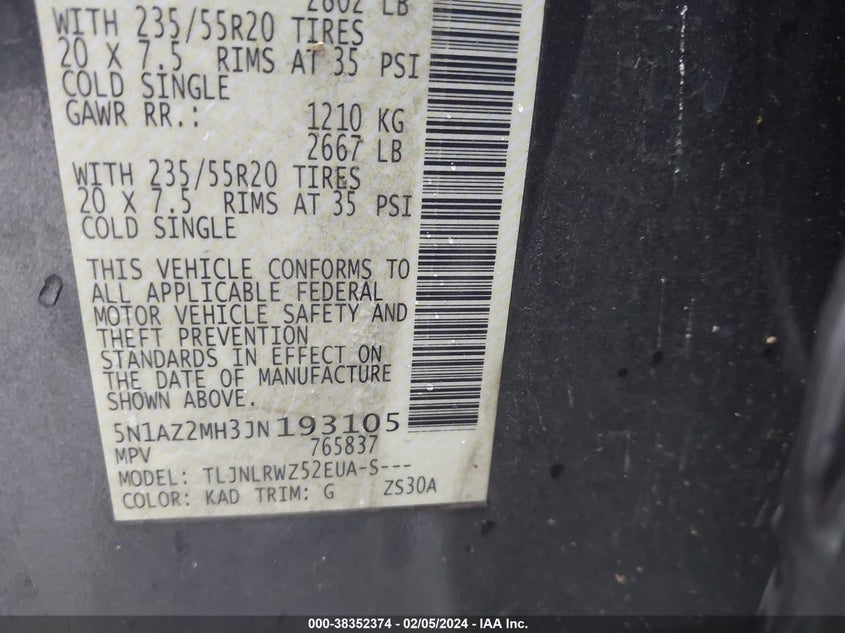 2802 LB
WITH 235/55R20 TIRES
20 X 7.5 RIMS AT 35 PSI
COLD SINGLE
GAWR RR.: 1210 KG
2667 LB
WITH 235/55R20 TIRES
20 X 7.5 RIMS AT 35 PSI
COLD SINGLE
THIS VEHICLE CONFORMS TO
ALL APPLICABLE FEDERAL
MOTOR VEHICLE SAFETY AND
THEFT PREVENTION
STANDARDS IN EFFECT ON
THE DATE OF MANUFACTURE
SHOWN ABOVE.
5N1AZ2MH3JN193105
MPV 765837
MODEL: TLJNLRWZ52EUA-S---
COLOR: KAD TRIM: G ZS30A
000-38352374 - 02/05/2024 - IAA Inc.